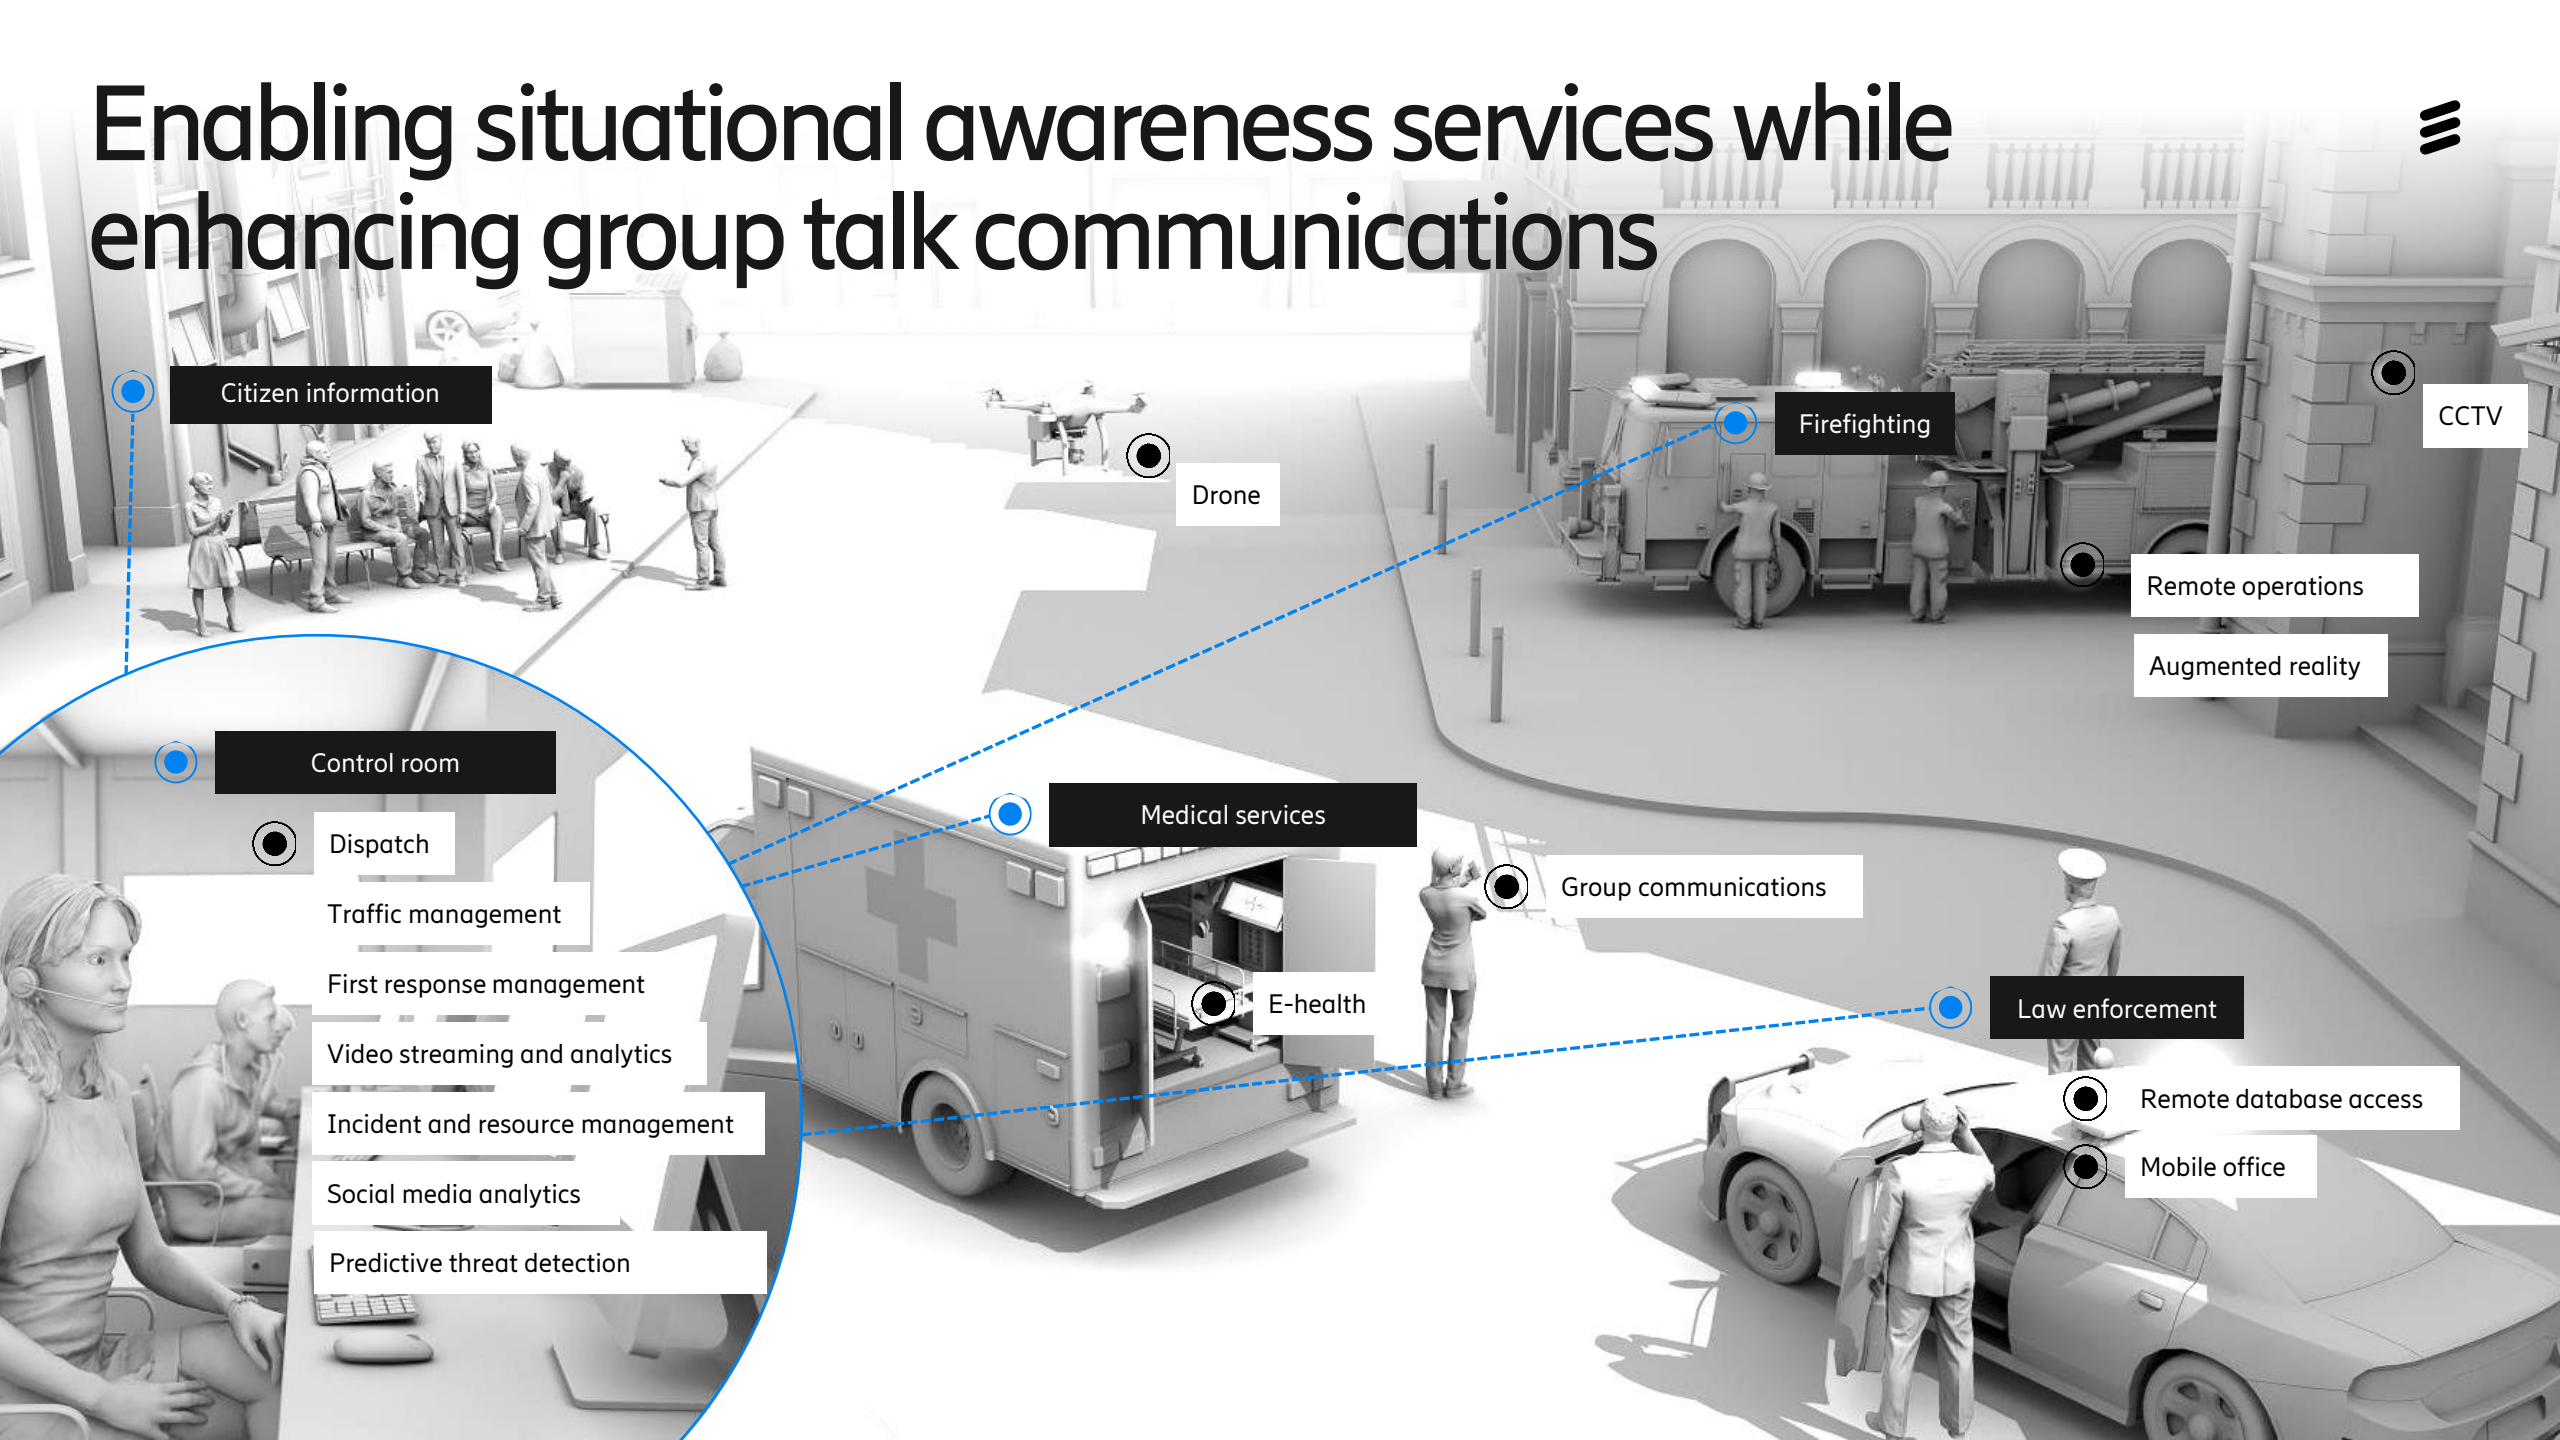 Enabling situational awareness services while
enhancing group talk communications
Citizen information
Drone
Firefighting
CCTV
Remote operations
Augmented reality
Control room
Dispatch
Traffic management
First response management
Video streaming and analytics
Incident and resource management
Social media analytics
Predictive threat detection
Medical services
Group communications
E-health
Law enforcement
Remote database access
Mobile office